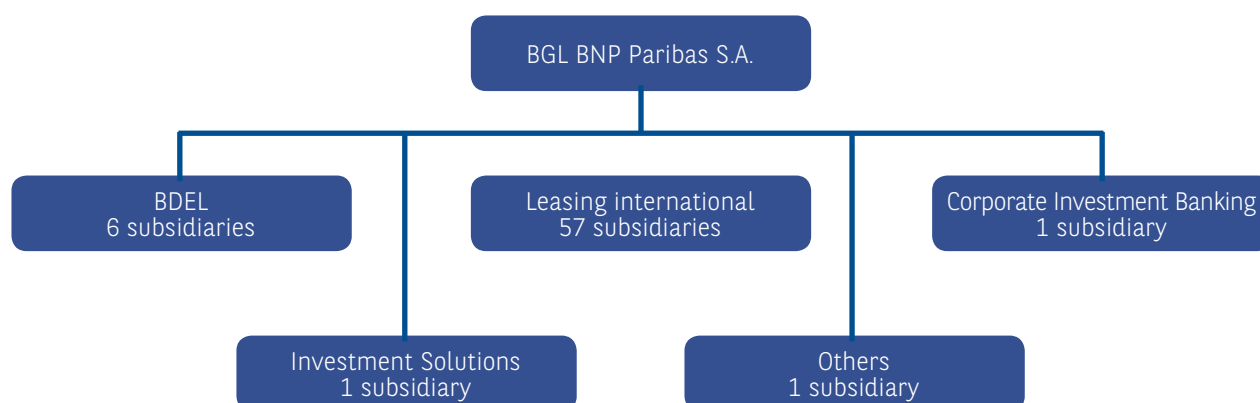 BGL BNP Paribas S.A.
BDEL
6 subsidiaries
Leasing international
57 subsidiaries
Corporate Investment Banking
1 subsidiary
Investment Solutions
1 subsidiary
Others
1 subsidiary